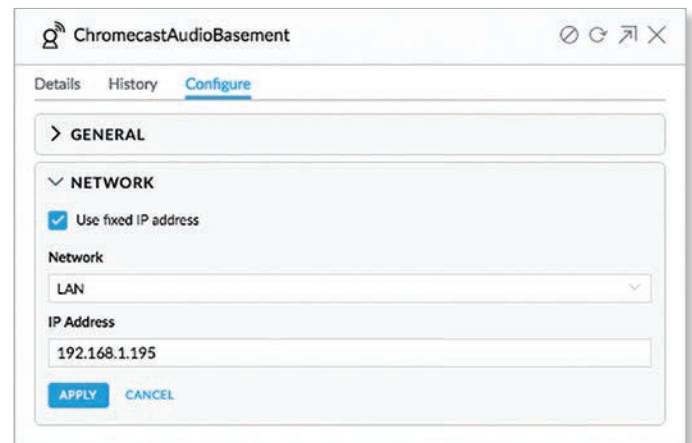 ChromecastAudioBasement
Details History Configure
GENERAL
NETWORK
Use fixed IP address
Network
LAN
IP Address
192.168.1.195
APPLY CANCEL